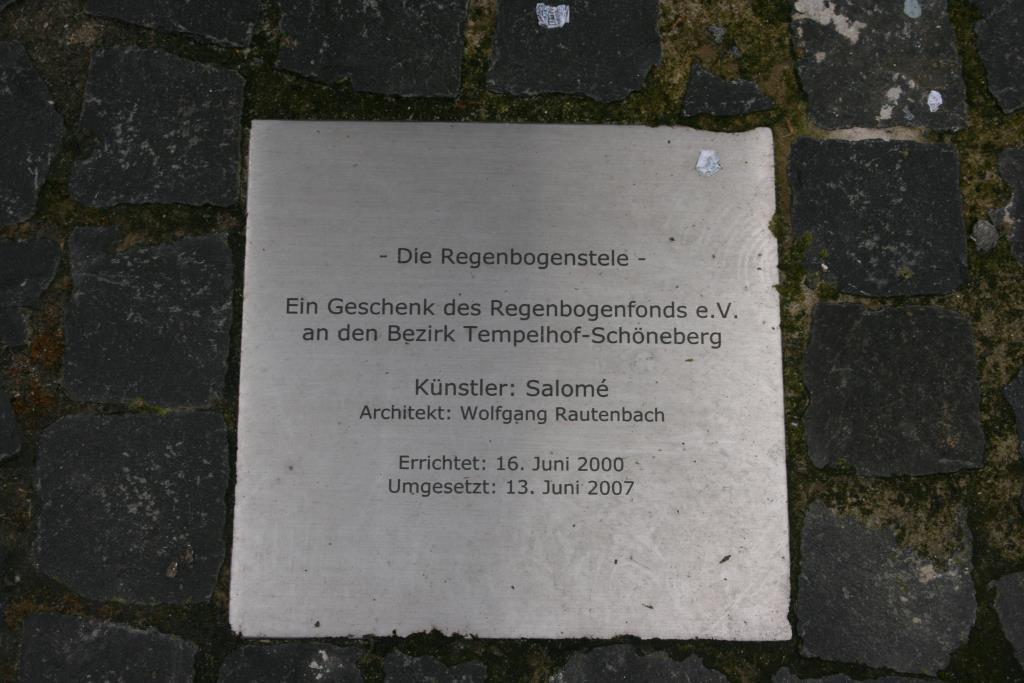 - Die Regenbogenstele -
Ein Geschenk des Regenbogenfonds e.V.
an den Bezirk Tempelhof-Schöneberg
Künstler: Salomé
Architekt: Wolfgang Rautenbach
Errichtet: 16. Juni 2000
Umgesetzt: 13. Juni 2007